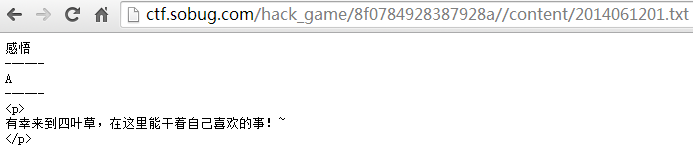 ctf.sobug.com/hack_game/8f0784928387928a//content/2014061201.txt
感悟
------
A
------
<p>
有幸来到四叶草，在这里能干着自己喜欢的事！~
</p>